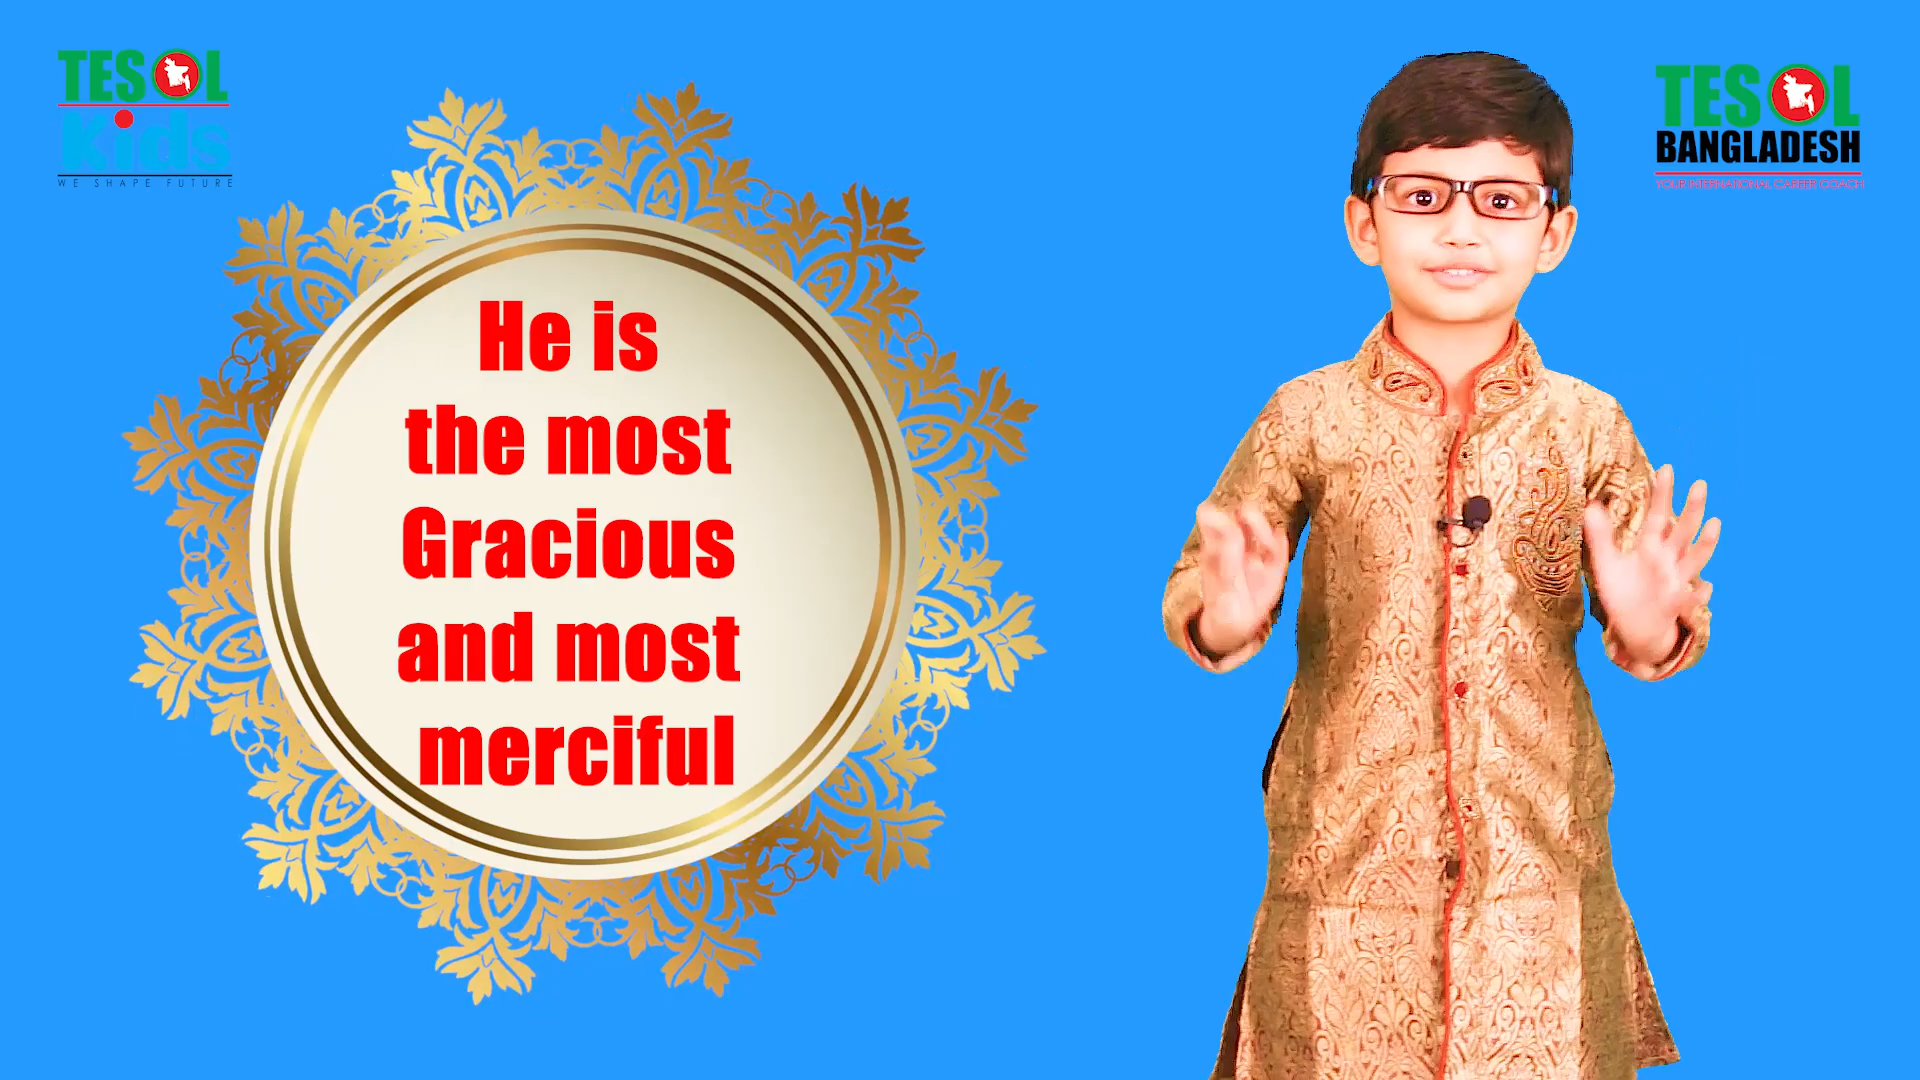 TESOL
Kids
WE SHAPE FUTURE
TESOL
BANGLADESH
YOUR INTERNATIONAL CAREER COACH
He is
the most
Gracious
and most
merciful